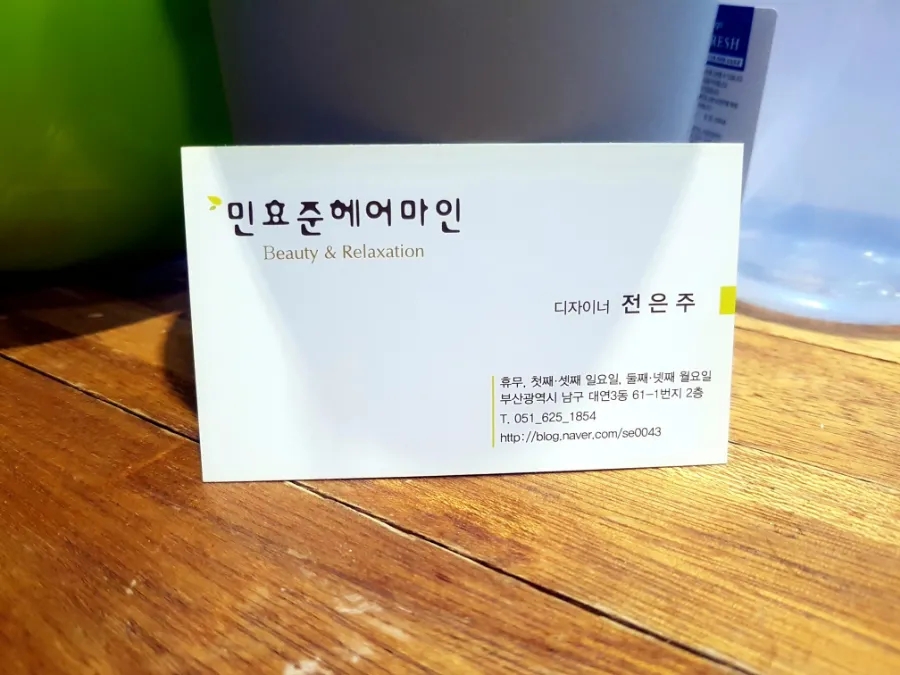 민효준헤어마인
Beauty & Relaxation
디자이너 전은주
휴무. 첫째·셋째 일요일, 둘째·넷째 월요일
부산광역시 남구 대연3동 61-1번지 2층
T. 051_625_1854
http://blog.naver.com/se0043
RESH